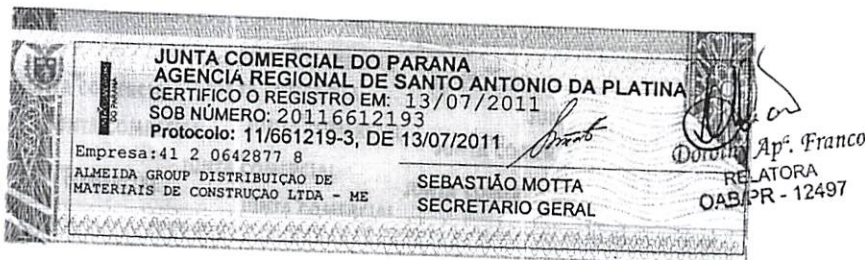 JUNTA COMERCIAL DO PARANA
AGENCIA REGIONAL DE SANTO ANTONIO DA PLATINA
CERTIFICO O REGISTRO EM: 13/07/2011
SOB NÚMERO: 20116612193
Protocolo: 11/661219-3, DE 13/07/2011
Empresa:41 2 0642877 8
ALMEIDA GROUP DISTRIBUIÇAO DE
MATERIAIS DE CONSTRUÇAO LTDA - ME
SEBASTIÃO MOTTA
SECRETARIO GERAL
Apª. Franco
RELATORA
OAB/PR - 12497